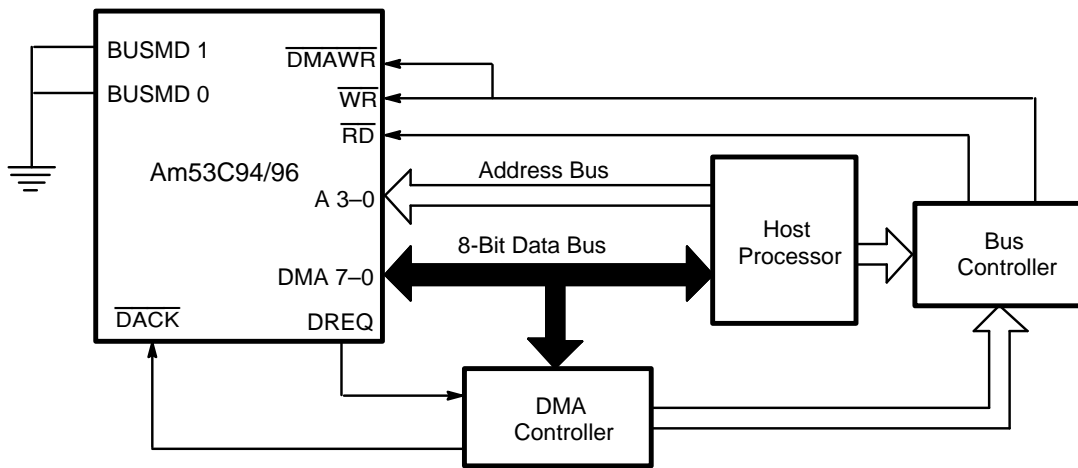 BUSMD 1
BUSMD 0
Am53C94/96
DMAWR
WR
RD
A 3–0
DMA 7–0
DACK
DREQ
Address Bus
8-Bit Data Bus
Host
Processor
Bus
Controller
DMA
Controller